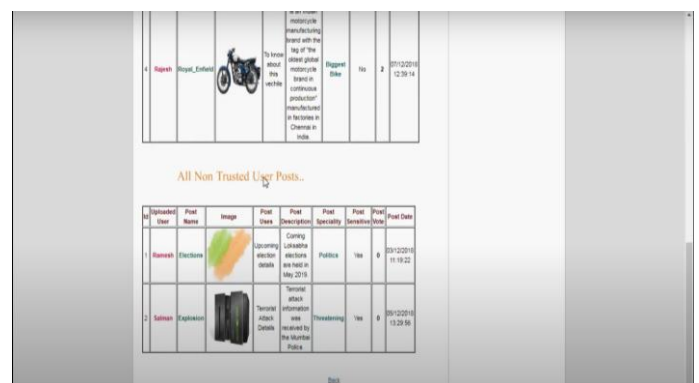 is an Indian
motorcycle
manufacturing
brand with the
tag of "the
oldest global
motorcycle
brand in
continuous
production"
manufactured
in factories in
Chennai in
India.
4 Rajesh Royal_Enfield
To know
about
this
vechile
Biggest
Bike
No 2
07/12/2018
12:39:14
All Non Trusted User Posts..
Id Uploaded User Post Name Image Post Uses Post Description Post Speciality Post Sensitive Post Vote Post Date
1 Ramesh Elections
Upcoming
election
details
Coming
Loksabha
elections
are held in
May 2019.
Politics Yes 0
03/12/2018
11:19:22
2 Salman Explosion
Terrorist
Attack
Details
Terrorist
attack
information
was
received by
the Mumbai
Police.
Threatening Yes 0
13:29:56
Back